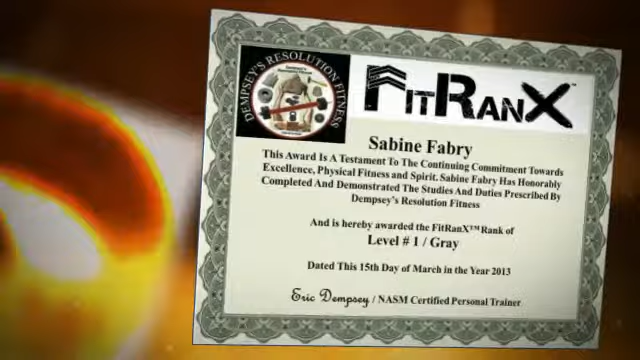 DEMPSEY'S RESOLUTION FITNESS
FITRANX™
Sabine Fabry
This Award Is A Testament To The Continuing Commitment Towards
Excellence, Physical Fitness and Spirit. Sabine Fabry Has Honorably
Completed And Demonstrated The Studies And Duties Prescribed By
Dempsey's Resolution Fitness
And is hereby awarded the FitRanX™ Rank of
Level # 1 / Gray
Dated This 15th Day of March in the Year 2013
Eric Dempsey / NASM Certified Personal Trainer